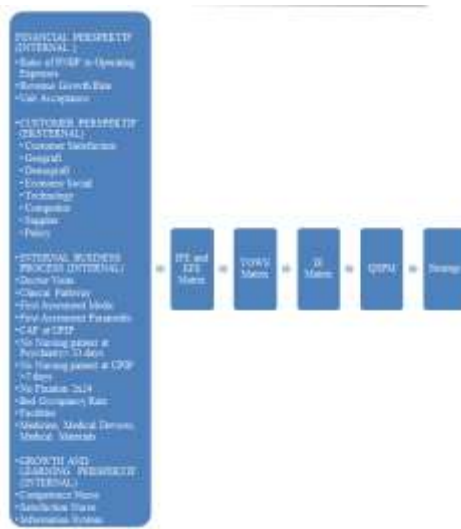 FINANCIAL PERSPEKTIF
(INTERNAL )
•Ratio of PNBP to Operating
Expenses
•Revenue Growth Rate
•Unit Acceptance
•CUSTOMER PERSPEKTIF
(EKSTERNAL)
•Customer Satisfaction
•Geografi
•Demografi
•Economy Social
•Technology
•Competitor
•Supplier
•Policy
•INTERNAL BUSINESS
PROCESS (INTERNAL)
•Doctor Visits
•Clinical Pathway
•First Assessment Medis
•First Assessment Paramedis
•CAP at UPIP
•No Nursing patient at
Psychiatric> 35 days
•No Nursing patient at UPIP
>7 days
•No Fixation 2x24
•Bed Occupancy Rate
•Facilities
•Medicine, Medical Devices,
Medical Materials
•GROWTH AND
LEARNING PERSPEKTIF
(INTERNAL)
•Competence Nurse
•Satisfaction Nurse
•Information System
IFE and
EFE
Matrix
TOWS
Matrix
IE
Matrix
QSPM
Strategy